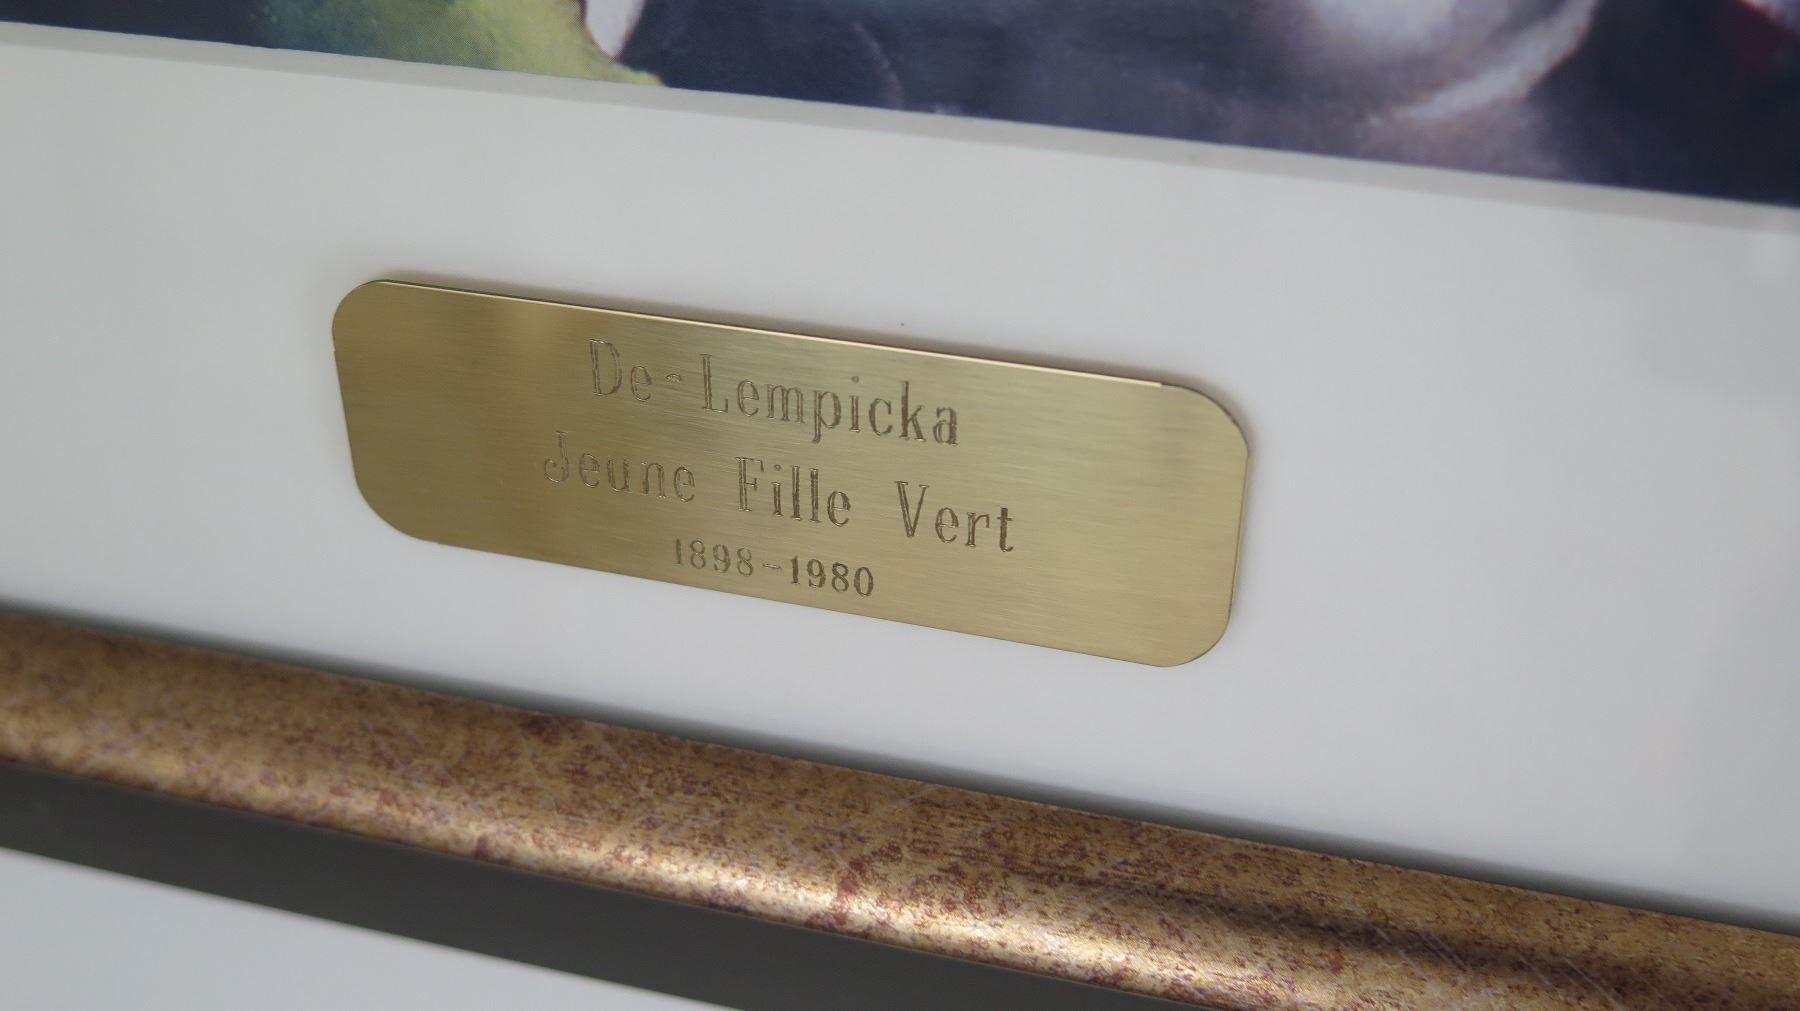 De-Lempicka
Jeune Fille Vert
1898-1980